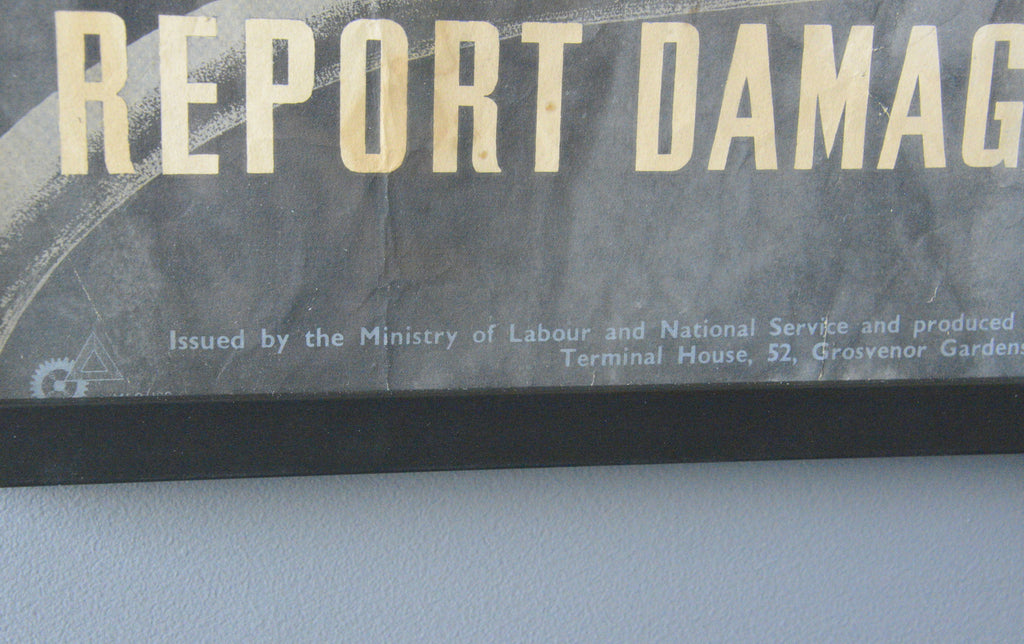 REPORT DAMAG
Issued by the Ministry of Labour and National Service and produced
Terminal House, 52, Grosvenor Gardens